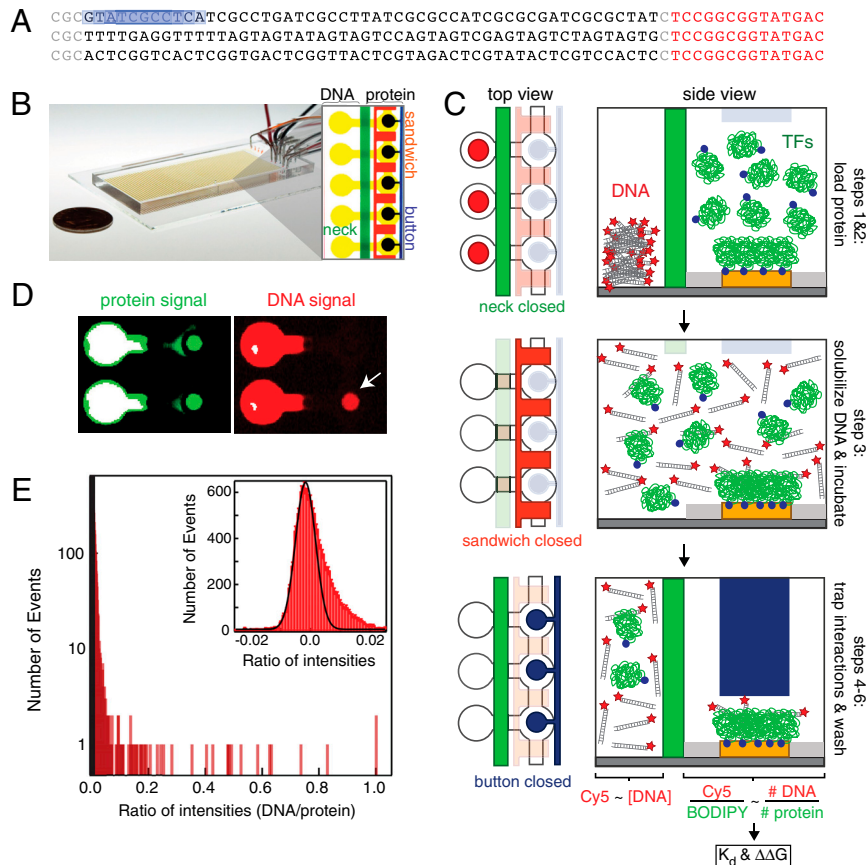 A
CGCGTATCGCCTCATCGCCTGATCGCCTTATCGCGCCATCGCGCGATCGCGCTATCTCCGGCGGTATGAC
CGCTTTTGAGGTTTTTAGTAGTATAGTAGTCCAGTAGTCGAGTAGTGCAGTAGTCTCCGGCGGTATGAC
CGCACTCGGTCACTCGGTGACTCGGTTACTCGTAGACTCGTATACTCGTCCACTCCTCCGGCGGTATGAC
B
DNA protein
sandwich
button
neck
C
top view side view
TFs
DNA
neck closed
steps 1&2:
load protein
sandwich closed
step 3:
solubilize DNA & incubate
button closed
steps 4-6:
trap interactions & wash
Cy5 ~ [DNA]
Cy5 ~ # DNA
BODIPY # protein
Kd & ΔΔG
D
protein signal DNA signal
E
Number of Events
100
10
1
0.0 0.2 0.4 0.6 0.8 1.0
Ratio of intensities (DNA/protein)
Number of Events
600
400
200
0
-0.02 0.0 0.02
Ratio of intensities